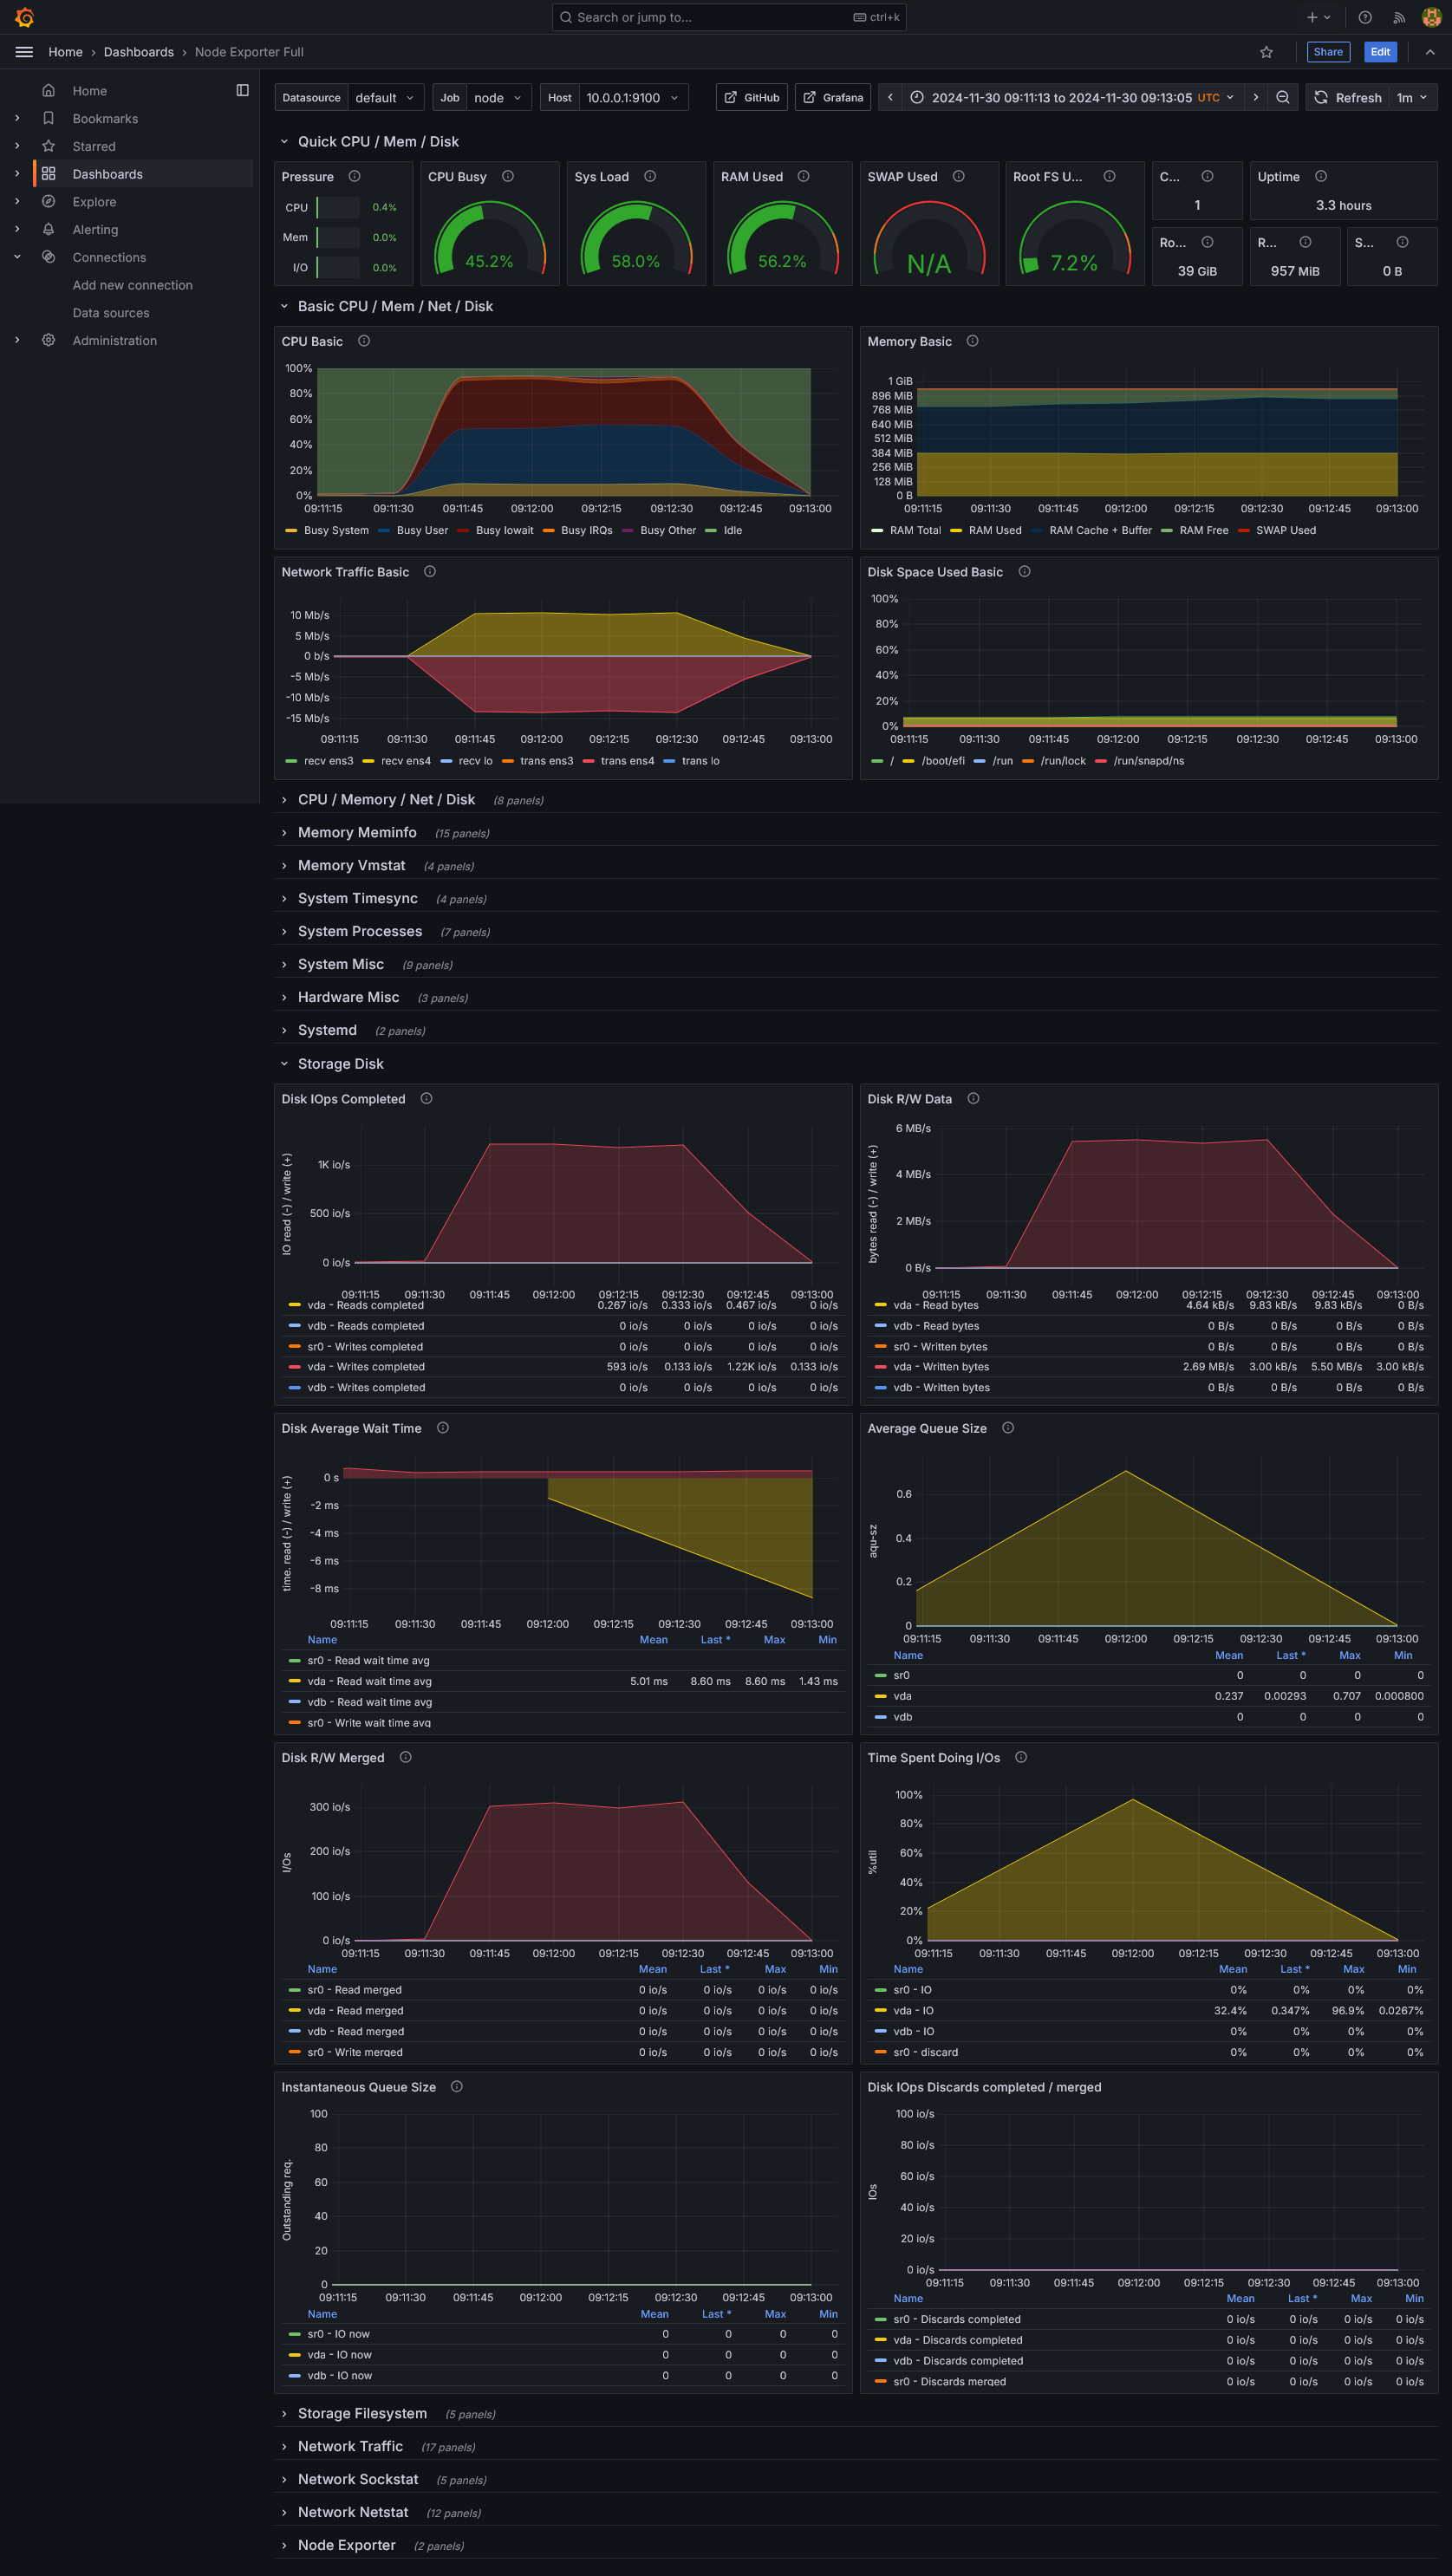 Search or jump to...
ctrl+k
Home › Dashboards › Node Exporter Full
Share
Edit
Home
Bookmarks
Starred
Dashboards
Explore
Alerting
Connections
Add new connection
Data sources
Administration
Datasource default Job node Host 10.0.0.1:9100 GitHub Grafana 2024-11-30 09:11:13 to 2024-11-30 09:13:05 UTC Refresh 1m
Quick CPU / Mem / Disk
Pressure
CPU 0.4%
Mem 0.0%
I/O 0.0%
CPU Busy
45.2%
Sys Load
58.0%
RAM Used
56.2%
SWAP Used
N/A
Root FS U...
7.2%
C...
1
Uptime
3.3 hours
Ro...
39 GiB
R...
957 MiB
S...
0 B
Basic CPU / Mem / Net / Disk
CPU Basic
100%
80%
60%
40%
20%
0%
09:11:15 09:11:30 09:11:45 09:12:00 09:12:15 09:12:30 09:12:45 09:13:00
Busy System Busy User Busy Iowait Busy IRQs Busy Other Idle
Memory Basic
1 GiB
896 MiB
768 MiB
640 MiB
512 MiB
384 MiB
256 MiB
128 MiB
0 B
09:11:15 09:11:30 09:11:45 09:12:00 09:12:15 09:12:30 09:12:45 09:13:00
RAM Total RAM Used RAM Cache + Buffer RAM Free SWAP Used
Network Traffic Basic
10 Mb/s
5 Mb/s
0 b/s
-5 Mb/s
-10 Mb/s
-15 Mb/s
09:11:15 09:11:30 09:11:45 09:12:00 09:12:15 09:12:30 09:12:45 09:13:00
recv ens3 recv ens4 recv lo trans ens3 trans ens4 trans lo
Disk Space Used Basic
100%
80%
60%
40%
20%
0%
09:11:15 09:11:30 09:11:45 09:12:00 09:12:15 09:12:30 09:12:45 09:13:00
/ /boot/efi /run /run/lock /run/snapd/ns
CPU / Memory / Net / Disk (8 panels)
Memory Meminfo (15 panels)
Memory Vmstat (4 panels)
System Timesync (4 panels)
System Processes (7 panels)
System Misc (9 panels)
Hardware Misc (3 panels)
Systemd (2 panels)
Storage Disk
Disk IOps Completed
IO read (-) / write (+)
1K io/s
500 io/s
0 io/s
09:11:15 09:11:30 09:11:45 09:12:00 09:12:15 09:12:30 09:12:45 09:13:00
vda - Reads completed 0.267 io/s 0.333 io/s 0.467 io/s 0 io/s
vdb - Reads completed 0 io/s 0 io/s 0 io/s 0 io/s
sr0 - Writes completed 0 io/s 0 io/s 0 io/s 0 io/s
vda - Writes completed 593 io/s 0.133 io/s 1.22K io/s 0.133 io/s
vdb - Writes completed 0 io/s 0 io/s 0 io/s 0 io/s
Disk R/W Data
bytes read (-) / write (+)
6 MB/s
4 MB/s
2 MB/s
0 B/s
09:11:15 09:11:30 09:11:45 09:12:00 09:12:15 09:12:30 09:12:45 09:13:00
vda - Read bytes 4.64 kB/s 9.83 kB/s 9.83 kB/s 0 B/s
vdb - Read bytes 0 B/s 0 B/s 0 B/s 0 B/s
sr0 - Written bytes 0 B/s 0 B/s 0 B/s 0 B/s
vda - Written bytes 2.69 MB/s 3.00 kB/s 5.50 MB/s 3.00 kB/s
vdb - Written bytes 0 B/s 0 B/s 0 B/s 0 B/s
Disk Average Wait Time
time. read (-) / write (+)
0 s
-2 ms
-4 ms
-6 ms
-8 ms
09:11:15 09:11:30 09:11:45 09:12:00 09:12:15 09:12:30 09:12:45 09:13:00
Name Mean Last * Max Min
sr0 - Read wait time avg
vda - Read wait time avg 5.01 ms 8.60 ms 8.60 ms 1.43 ms
vdb - Read wait time avg
sr0 - Write wait time avg
Average Queue Size
aqu-sz
0.6
0.4
0.2
0
09:11:15 09:11:30 09:11:45 09:12:00 09:12:15 09:12:30 09:12:45 09:13:00
Name Mean Last * Max Min
sr0 0 0 0 0
vda 0.237 0.00293 0.707 0.000800
vdb 0 0 0 0
Disk R/W Merged
I/Os
300 io/s
200 io/s
100 io/s
0 io/s
09:11:15 09:11:30 09:11:45 09:12:00 09:12:15 09:12:30 09:12:45 09:13:00
Name Mean Last * Max Min
sr0 - Read merged 0 io/s 0 io/s 0 io/s 0 io/s
vda - Read merged 0 io/s 0 io/s 0 io/s 0 io/s
vdb - Read merged 0 io/s 0 io/s 0 io/s 0 io/s
sr0 - Write merged 0 io/s 0 io/s 0 io/s 0 io/s
Time Spent Doing I/Os
%util
100%
80%
60%
40%
20%
0%
09:11:15 09:11:30 09:11:45 09:12:00 09:12:15 09:12:30 09:12:45 09:13:00
Name Mean Last * Max Min
sr0 - IO 0% 0% 0% 0%
vda - IO 32.4% 0.347% 96.9% 0.0267%
vdb - IO 0% 0% 0% 0%
sr0 - discard 0% 0% 0% 0%
Instantaneous Queue Size
Outstanding req.
100
80
60
40
20
0
09:11:15 09:11:30 09:11:45 09:12:00 09:12:15 09:12:30 09:12:45 09:13:00
Name Mean Last * Max Min
sr0 - IO now 0 0 0 0
vda - IO now 0 0 0 0
vdb - IO now 0 0 0 0
Disk IOps Discards completed / merged
IOs
100 io/s
80 io/s
60 io/s
40 io/s
20 io/s
0 io/s
09:11:15 09:11:30 09:11:45 09:12:00 09:12:15 09:12:30 09:12:45 09:13:00
Name Mean Last * Max Min
sr0 - Discards completed 0 io/s 0 io/s 0 io/s 0 io/s
vda - Discards completed 0 io/s 0 io/s 0 io/s 0 io/s
vdb - Discards completed 0 io/s 0 io/s 0 io/s 0 io/s
sr0 - Discards merged 0 io/s 0 io/s 0 io/s 0 io/s
Storage Filesystem (5 panels)
Network Traffic (17 panels)
Network Sockstat (5 panels)
Network Netstat (12 panels)
Node Exporter (2 panels)